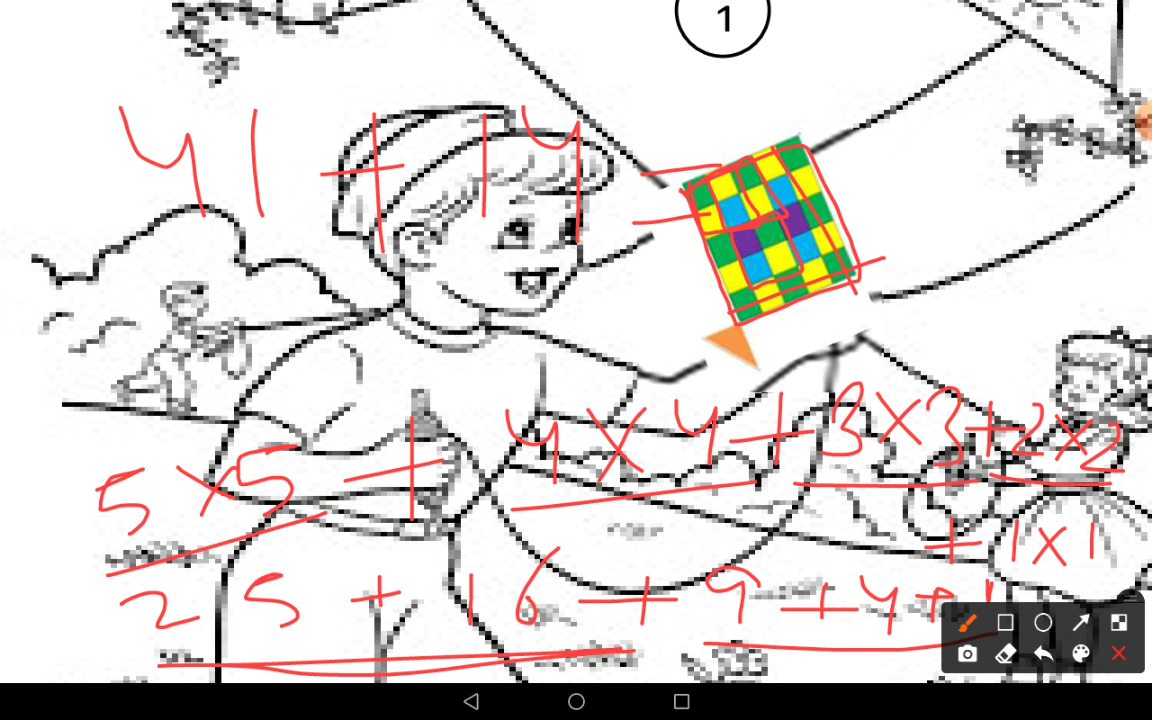 1
41 + 14 =
5 x 5 + 4 x 4 + 3 x 3 + 2 x 2
+ 1 x 1
25 + 16 + 9 + 4 + 1